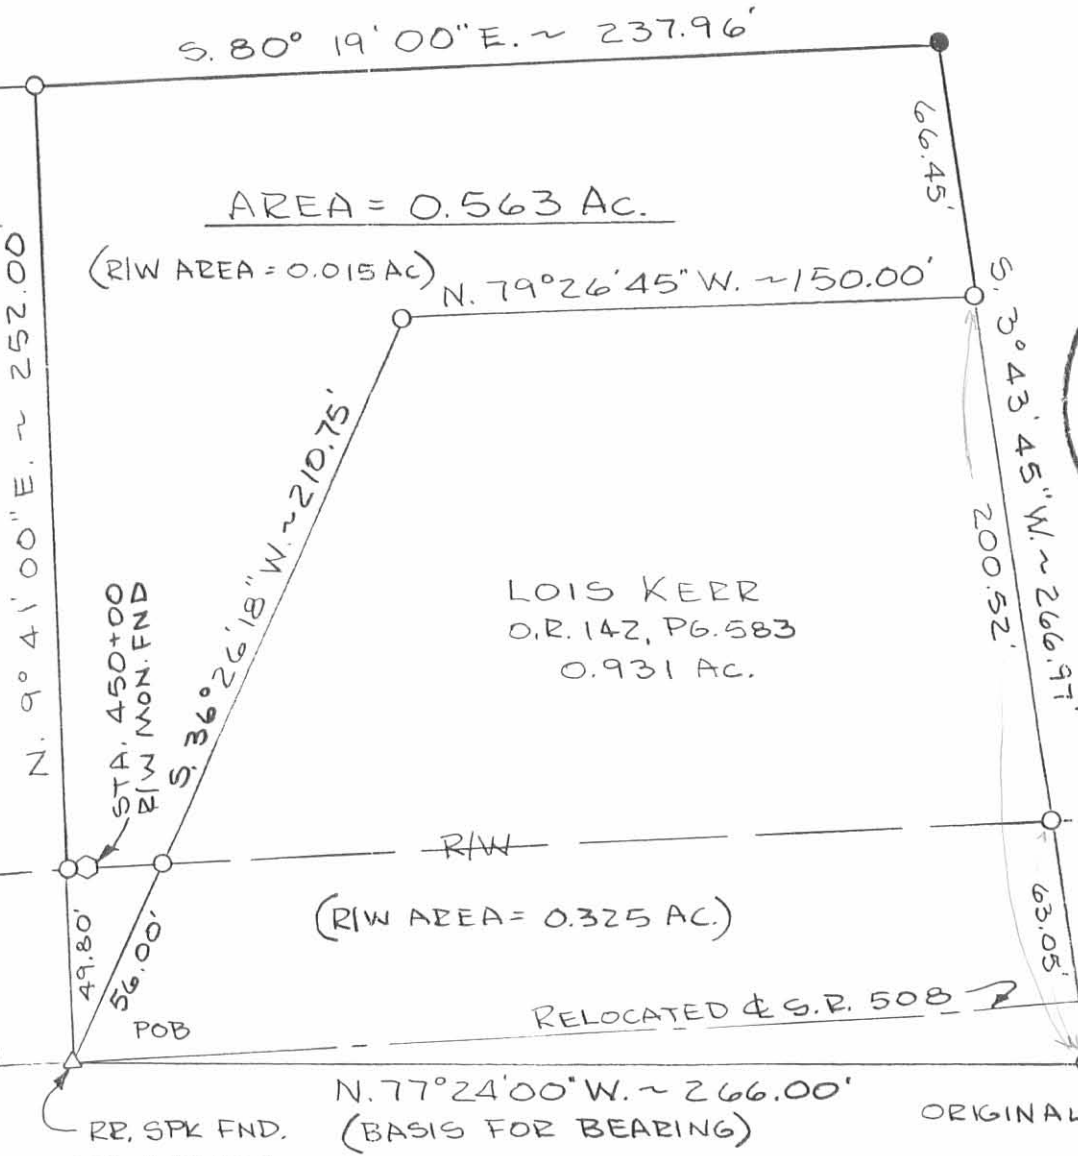 S. 80° 19' 00" E. ~ 237.96'
66.45'
AREA = 0.563 AC.
(R/W AREA = 0.015 AC)
N. 79° 26' 45" W. ~ 150.00'
N. 9° 41' 00" E. ~ 252.00'
S. 36° 26' 18" W. ~ 210.75'
S. 3° 43' 45" W. ~ 266.97'
200.52'
LOIS KERR
O.R. 142, PG. 583
0.931 AC.
STA. 450+00
R/W MON. FND
R/W
(R/W AREA = 0.325 AC.)
49.80'
56.00'
63.05'
POB
RELOCATED ℄ S.R. 508
N. 77° 24' 00" W. ~ 266.00'
(BASIS FOR BEARING)
RR. SPK FND.
ORIGINAL